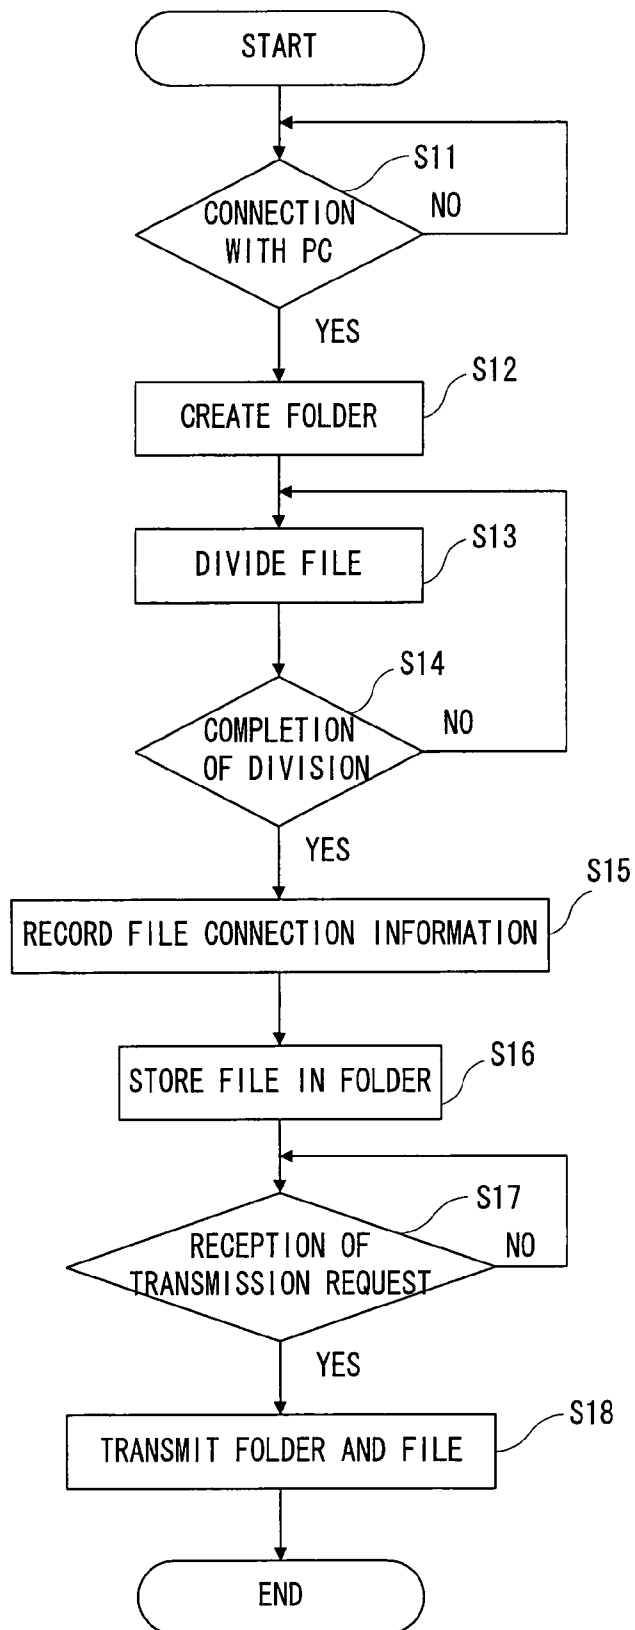 START
S11
CONNECTION
WITH PC
NO
YES
S12
CREATE FOLDER
S13
DIVIDE FILE
S14
COMPLETION
OF DIVISION
NO
YES
S15
RECORD FILE CONNECTION INFORMATION
S16
STORE FILE IN FOLDER
S17
RECEPTION OF
TRANSMISSION REQUEST
NO
YES
S18
TRANSMIT FOLDER AND FILE
END